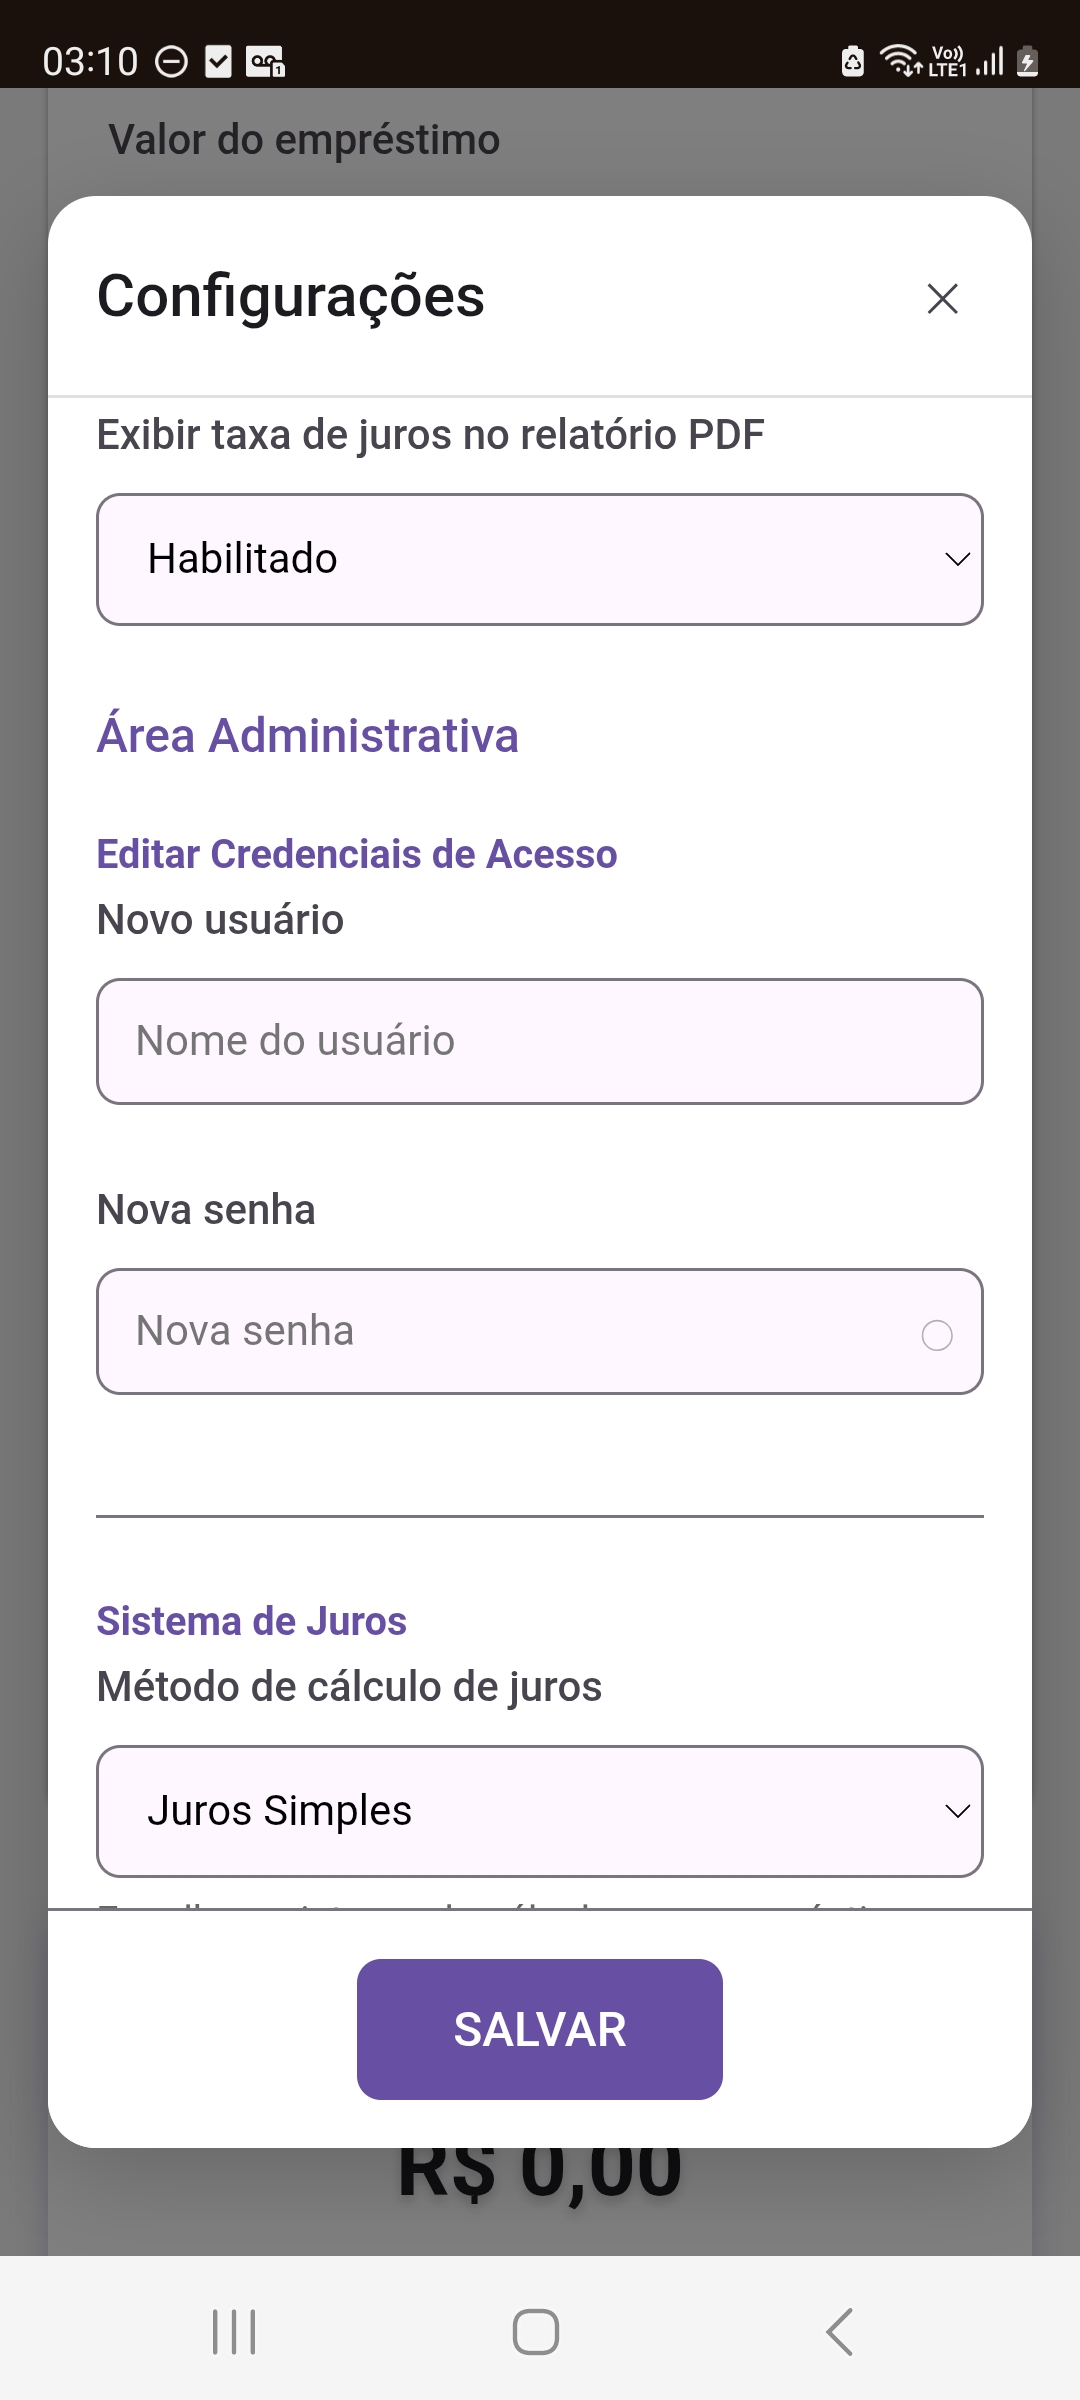 03:10
Vo))
LTE1
Valor do empréstimo
Configurações
Exibir taxa de juros no relatório PDF
Habilitado
Área Administrativa
Editar Credenciais de Acesso
Novo usuário
Nome do usuário
Nova senha
Nova senha
Sistema de Juros
Método de cálculo de juros
Juros Simples
SALVAR
R$ 0,00